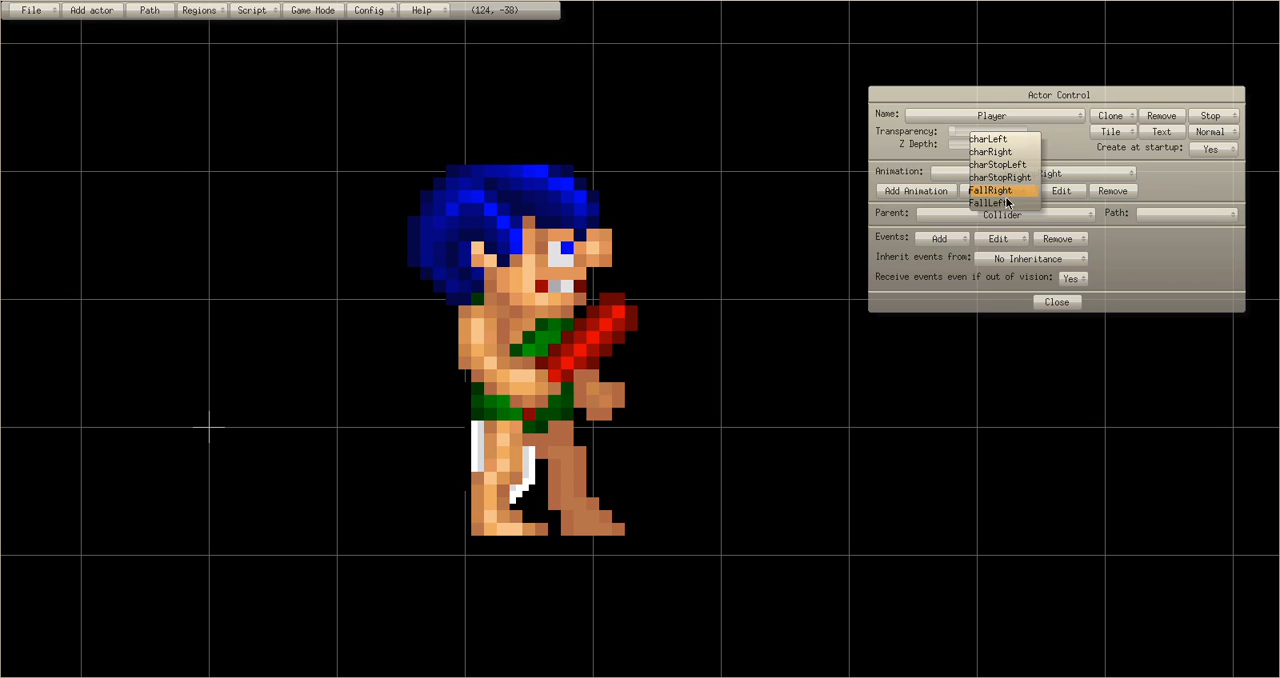 File Add actor Path Regions Script Game Mode Config Help (124, -38)
Actor Control
Name: Player Clone Remove Stop
Transparency: Tile Text Normal
Z Depth: Create at startup: Yes
charLeft
charRight
charStopLeft
charStopRight
FallRight
FallLeft
Animation: Right
Add Animation Edit Remove
Parent: Collider Path:
Events: Add Edit Remove
Inherit events from: No Inheritance
Receive events even if out of vision: Yes
Close